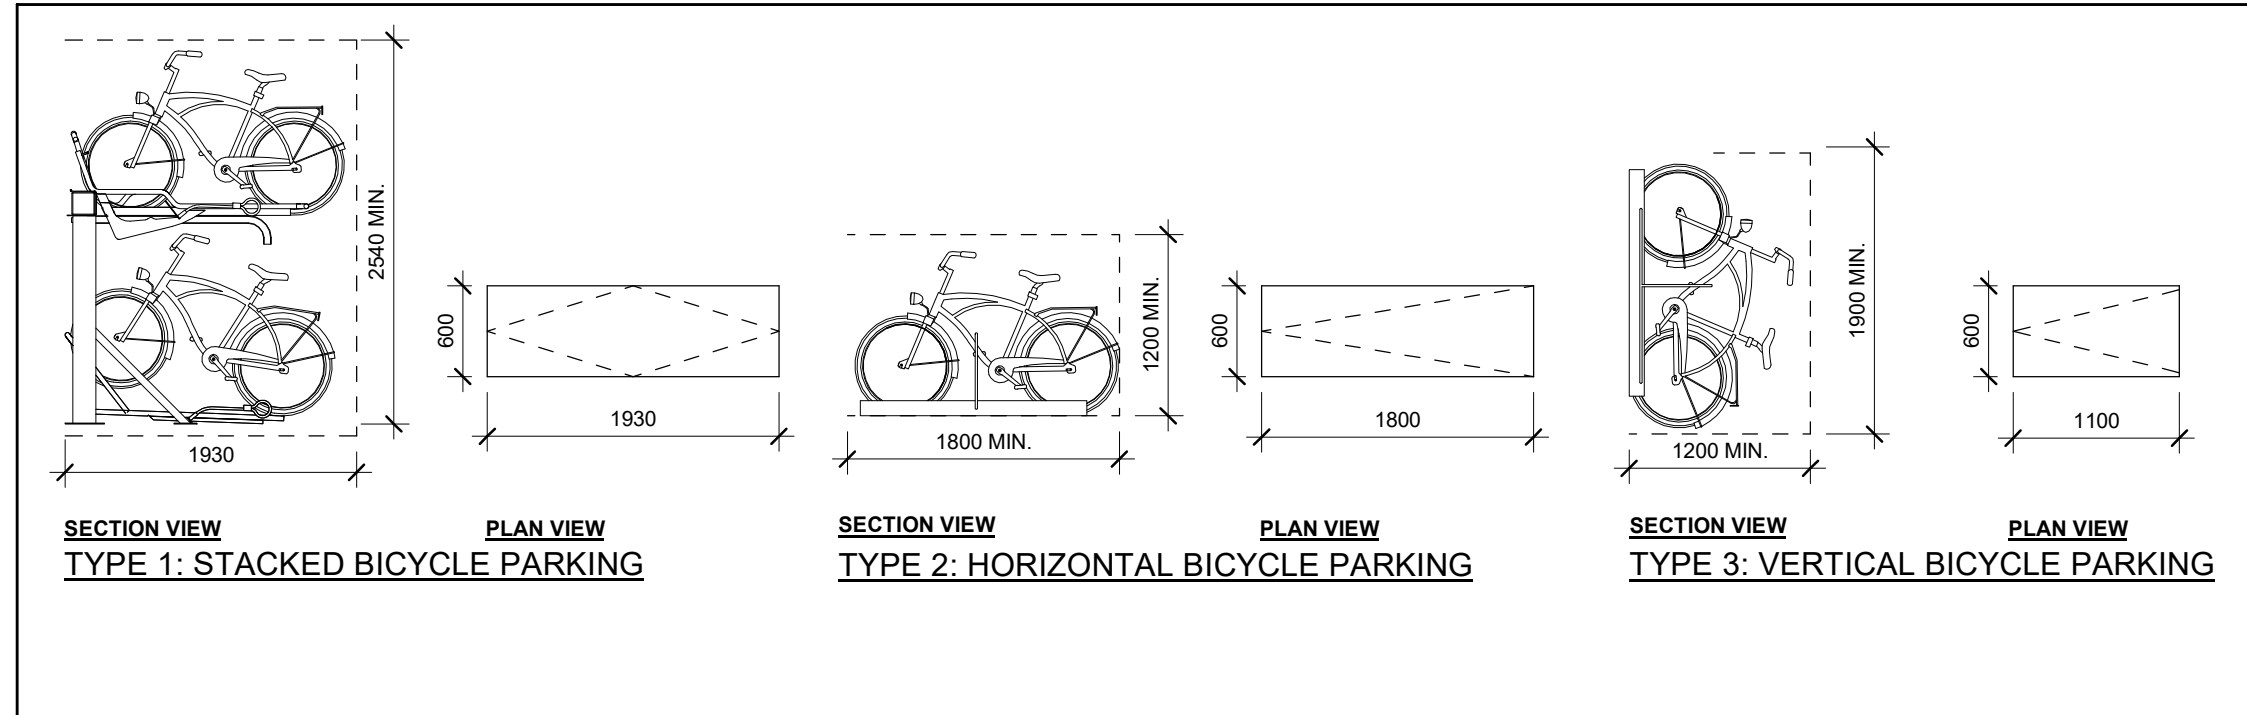 2540 MIN.
1930
600
1930
SECTION VIEW
PLAN VIEW
TYPE 1: STACKED BICYCLE PARKING
1200 MIN.
1800 MIN.
600
1800
SECTION VIEW
PLAN VIEW
TYPE 2: HORIZONTAL BICYCLE PARKING
1900 MIN.
1200 MIN.
600
1100
SECTION VIEW
PLAN VIEW
TYPE 3: VERTICAL BICYCLE PARKING